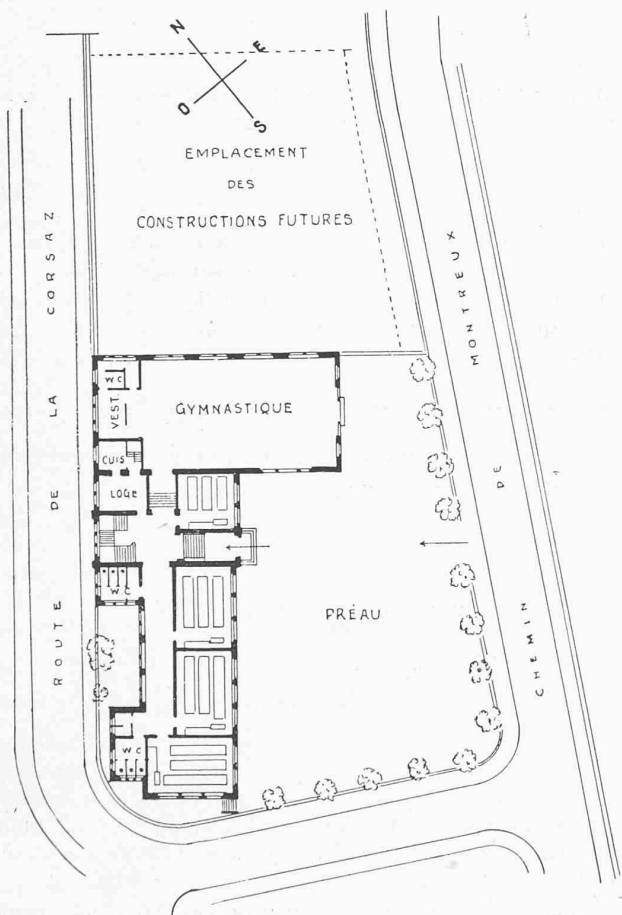 N
E
O
S
EMPLACEMENT
DES
CONSTRUCTIONS FUTURES
ROUTE DE LA CORSAZ
CHEMIN DE MONTREUX
W C
VEST.
GYMNASTIQUE
CUIS
LOGE
W.C
PRÉAU
W C